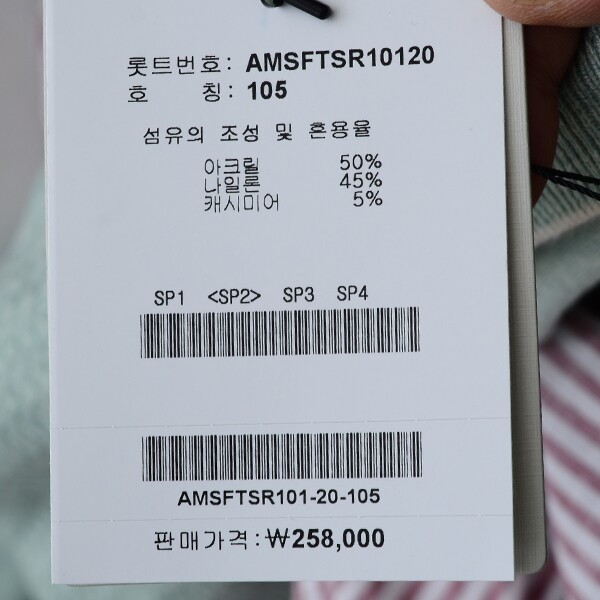 롯트번호: AMSFTSR10120
호 칭: 105
섬유의 조성 및 혼용율
아크릴 50%
나일론 45%
캐시미어 5%
SP1 <SP2> SP3 SP4
AMSFTSR101-20-105
판매가격:₩258,000